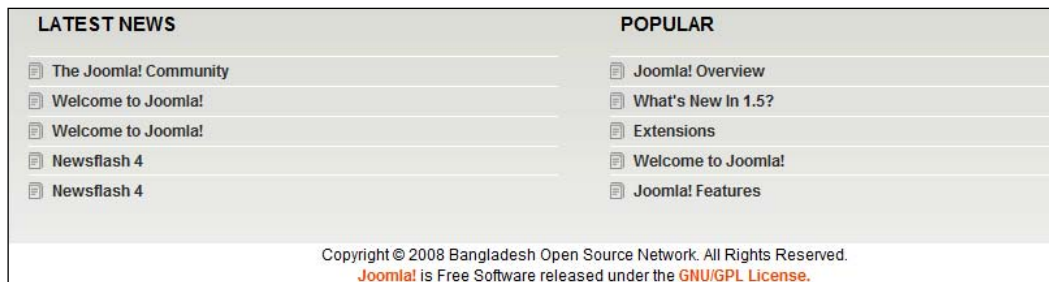 LATEST NEWS
The Joomla! Community
Welcome to Joomla!
Welcome to Joomla!
Newsflash 4
Newsflash 4
POPULAR
Joomla! Overview
What's New In 1.5?
Extensions
Welcome to Joomla!
Joomla! Features
Copyright © 2008 Bangladesh Open Source Network. All Rights Reserved.
Joomla! is Free Software released under the GNU/GPL License.